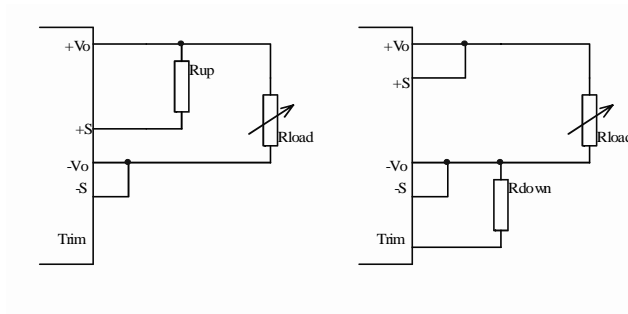 +Vo
Rup
+S
Rload
-Vo
-S
Trim
+Vo
+S
Rload
-Vo
-S
Rdown
Trim